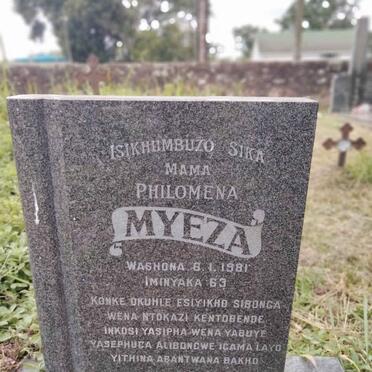 ISIKHUMBUZO SIKA
MAMA
PHILOMENA
MYEZA
WASHONA 6.1.1981
IMINYAKA 63
KONKE OKUHLE ESIYIKHO SIBONGA
WENA NTOKAZI KENTOBENDE
INKOSI YASIPHA WENA YABUYE
YASEPHUCA ALIBONGWE IGAMA LAYO
YITHINA ABANTWANA BAKHO